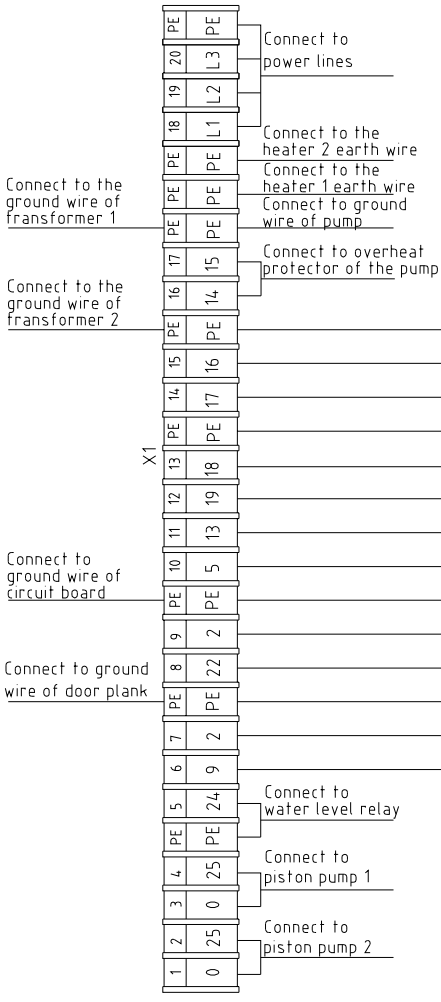 PE PE
20 L3
19 L2
18 L1
Connect to
power lines
PE PE
Connect to the
heater 2 earth wire
PE PE
Connect to the
heater 1 earth wire
Connect to the
ground wire of
transformer 1
PE PE
Connect to ground
wire of pump
17 15
16 14
Connect to overheat
protector of the pump
Connect to the
ground wire of
transformer 2
PE PE
15 16
14 17
PE PE
X1
13 18
12 19
11 13
10 5
Connect to
ground wire of
circuit board
PE PE
9 2
8 22
Connect to ground
wire of door plank
PE PE
7 2
6 9
5 24
PE PE
Connect to
water level relay
4 25
3 0
Connect to
piston pump 1
2 25
1 0
Connect to
piston pump 2